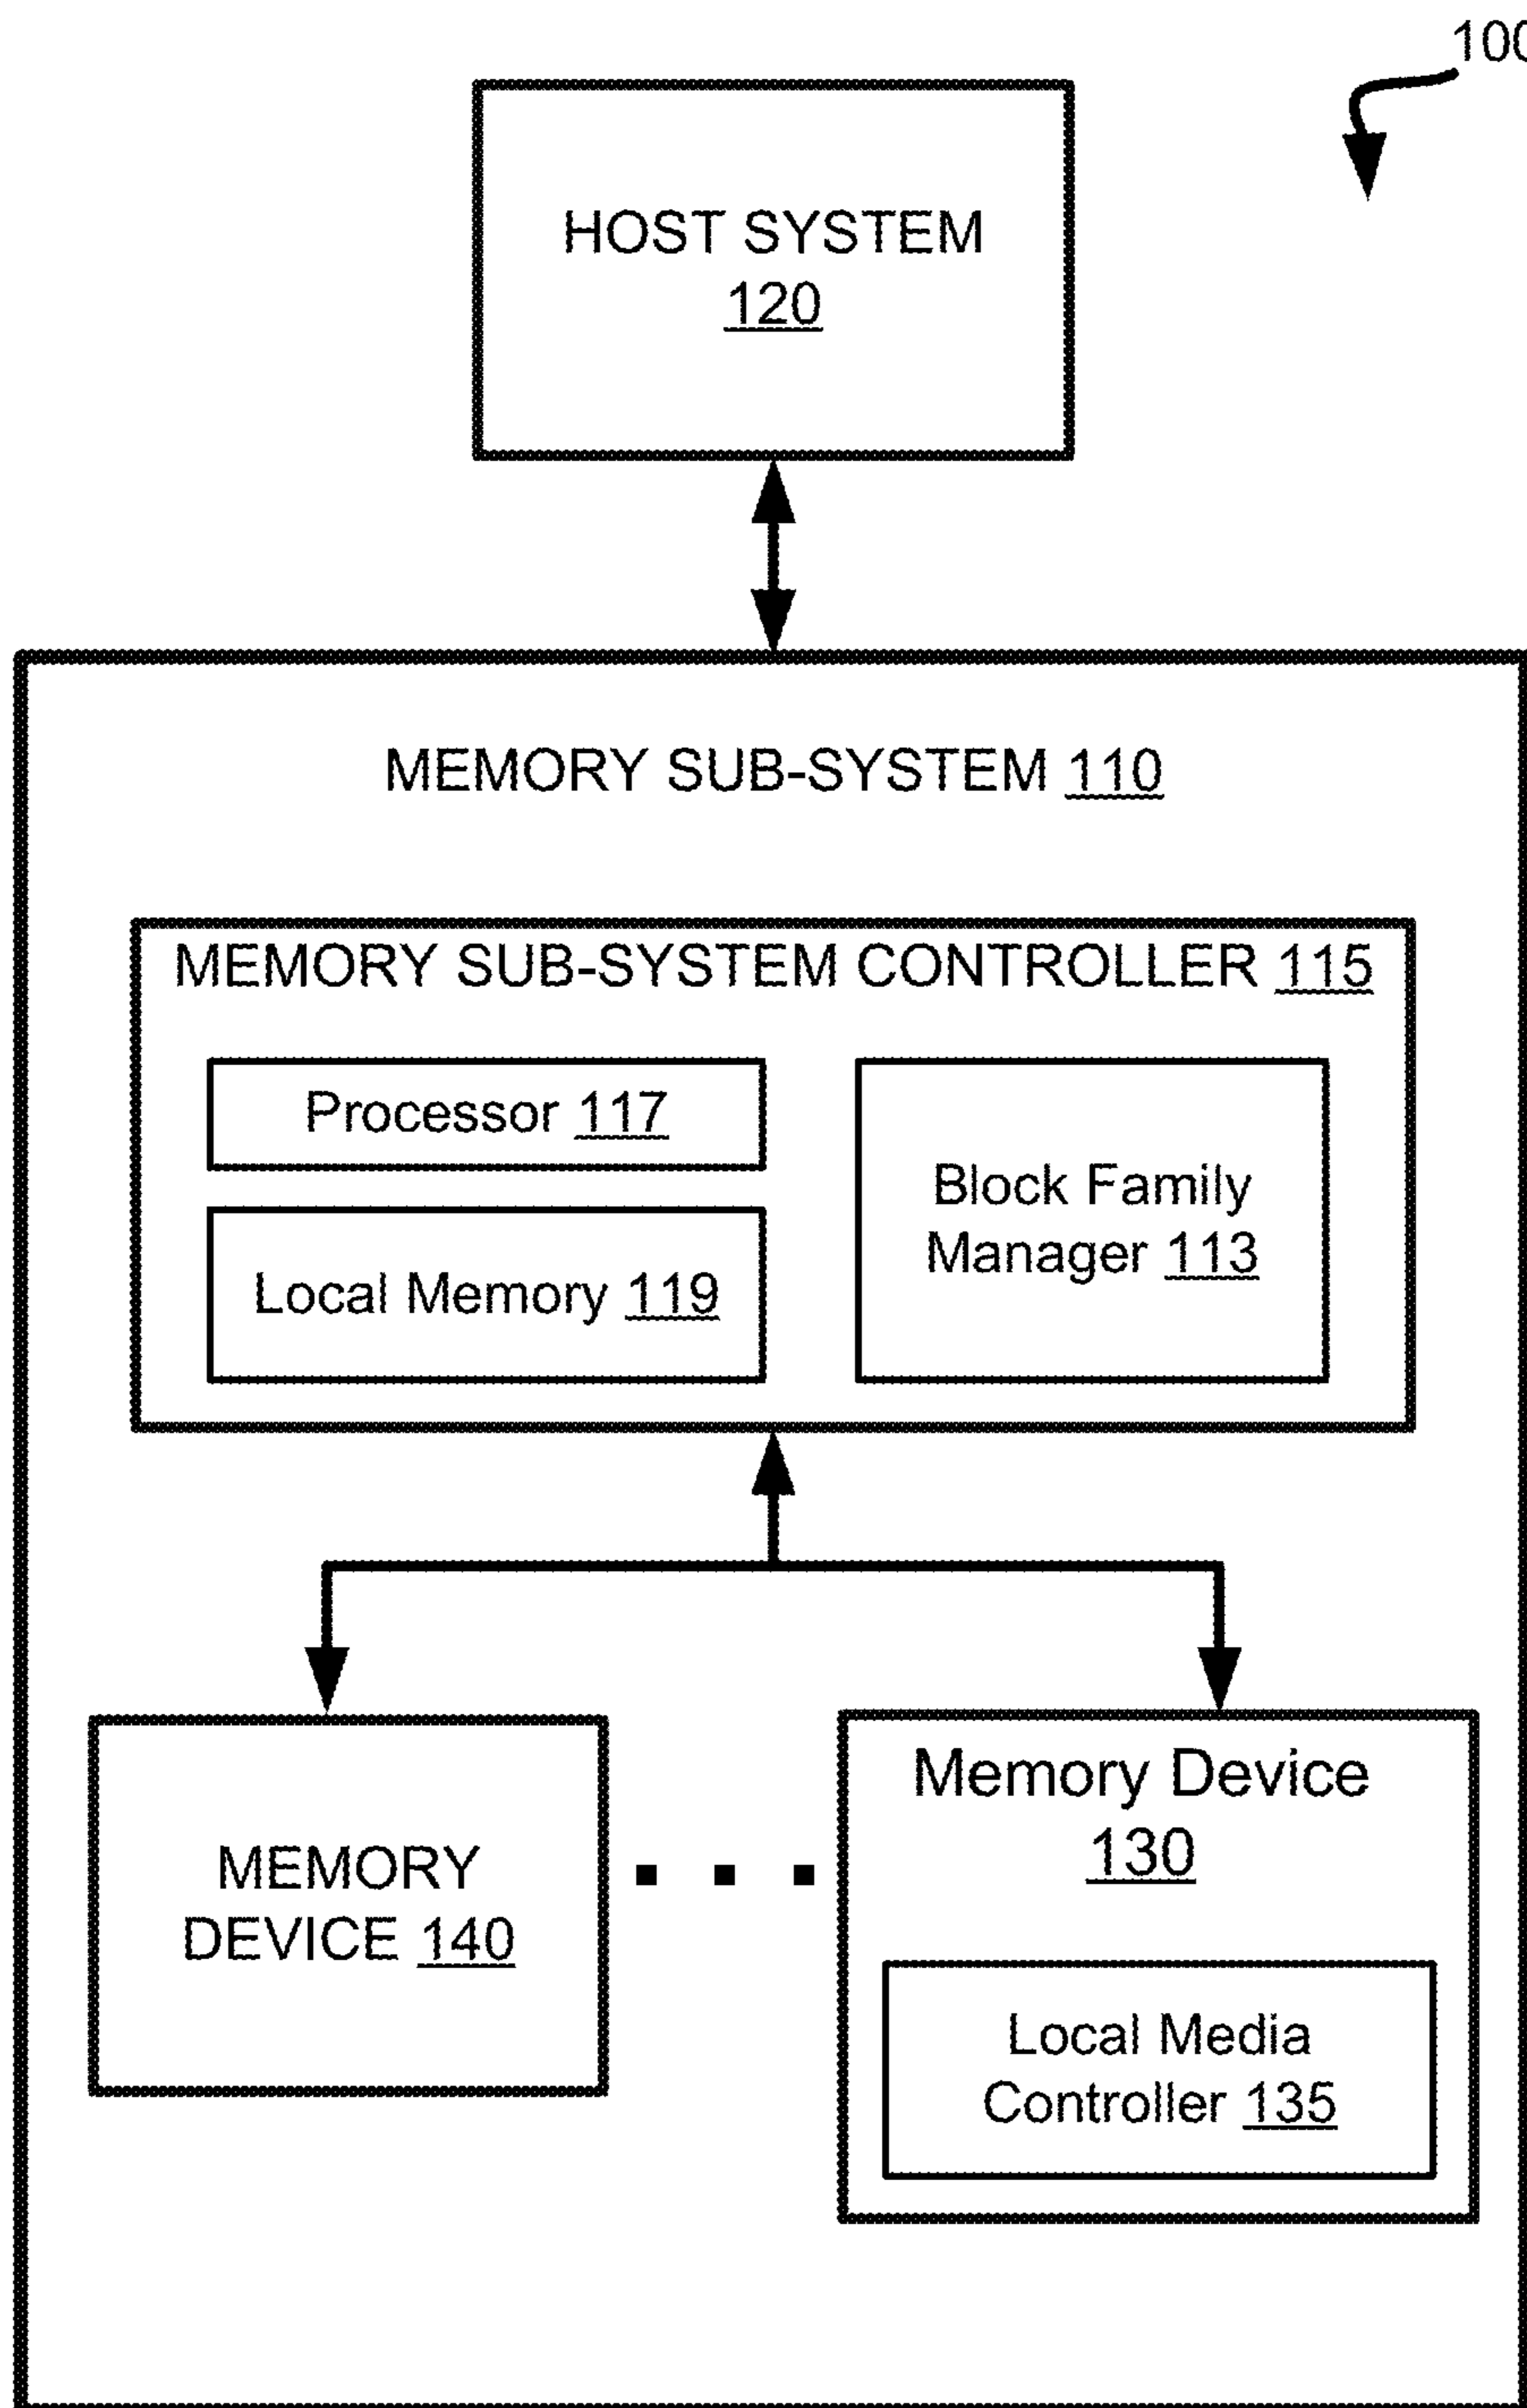 100
HOST SYSTEM
120
MEMORY SUB-SYSTEM 110
MEMORY SUB-SYSTEM CONTROLLER 115
Processor 117
Local Memory 119
Block Family
Manager 113
MEMORY
DEVICE 140
Memory Device
130
Local Media
Controller 135